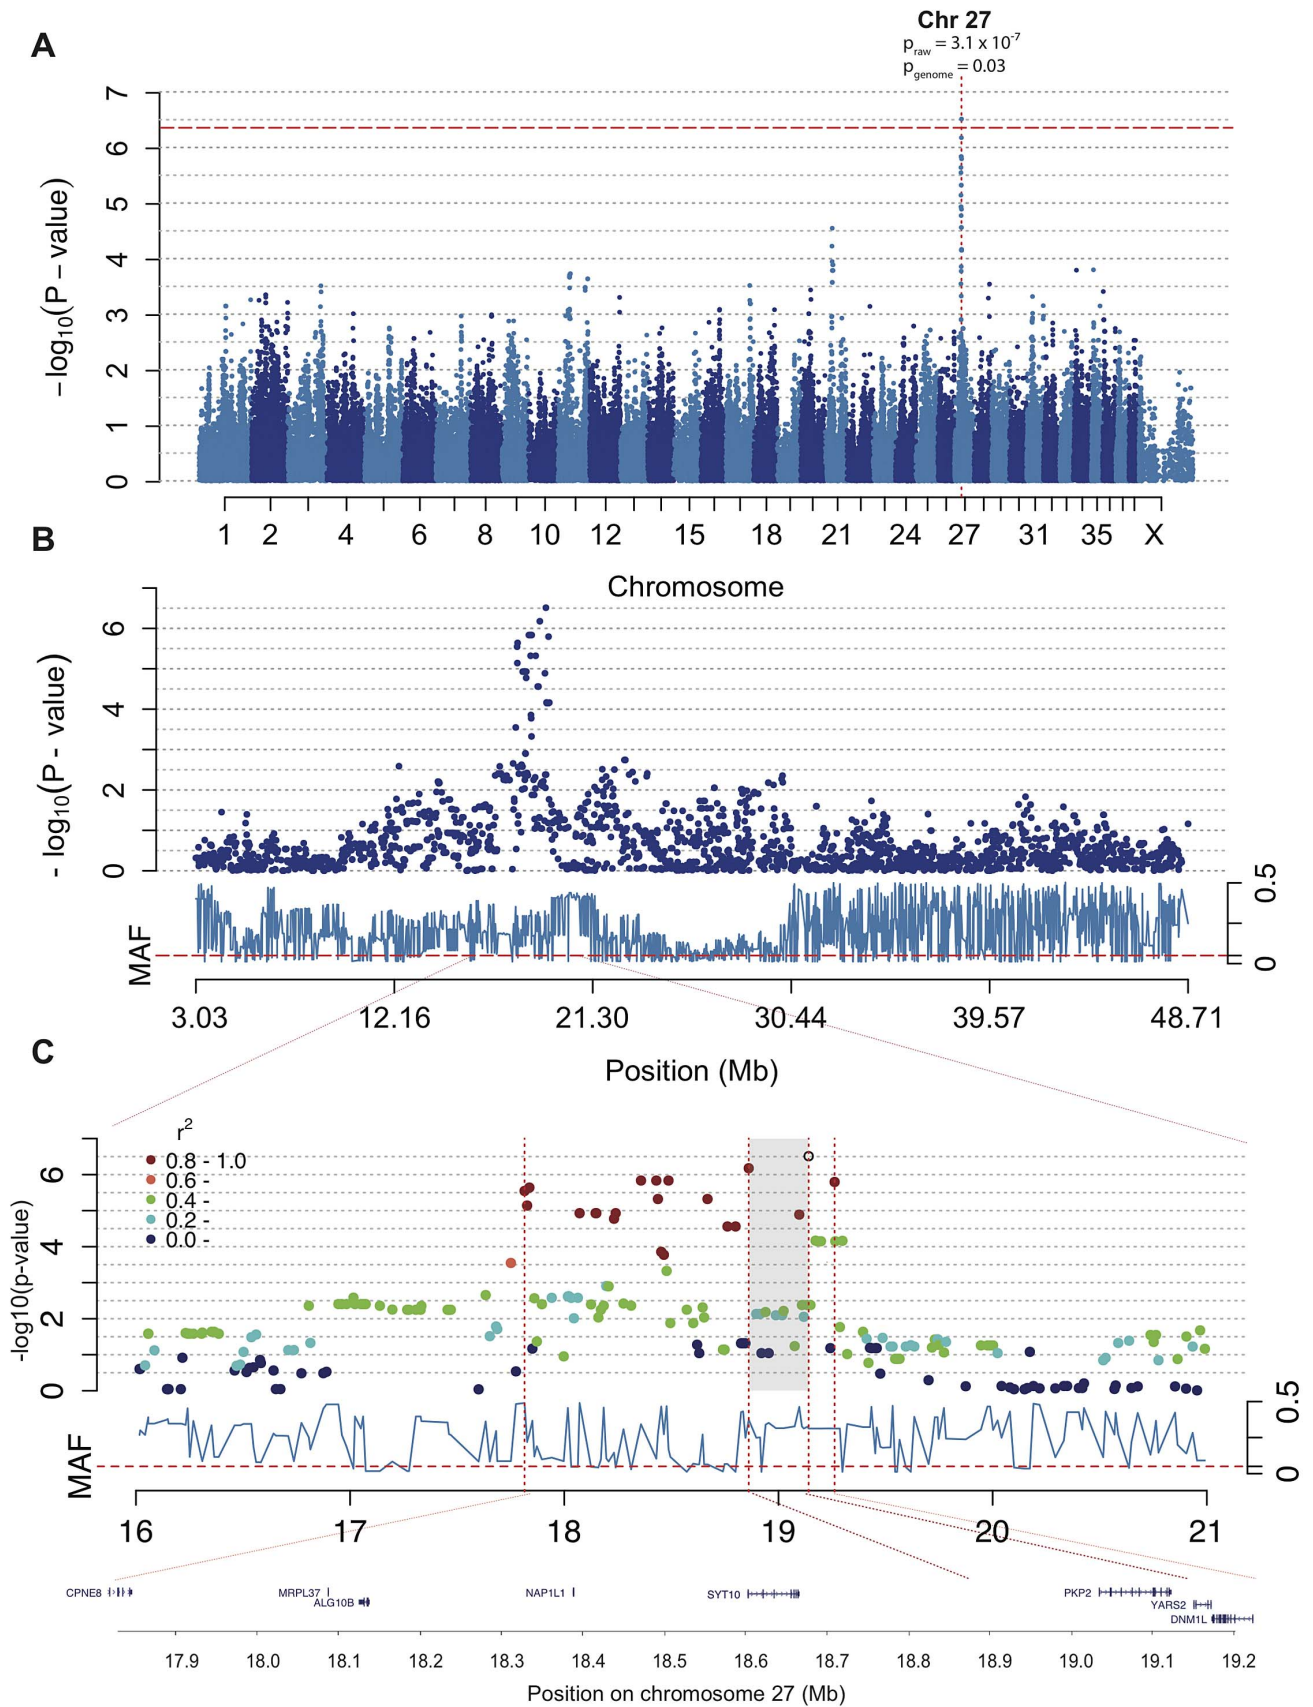 Chr 27
A
p_raw = 3.1 x 10^-7
p_genome = 0.03
7
6
5
4
3
2
1
0
−log10(P − value)
1 2 4 6 8 10 12 15 18 21 24 27 31 35 X
Chromosome
B
6
4
2
0
- log10(P - value)
MAF
0.5
0
3.03 12.16 21.30 30.44 39.57 48.71
Position (Mb)
C
r^2
0.8 - 1.0
0.6 -
0.4 -
0.2 -
0.0 -
6
4
2
0
-log10(p-value)
MAF
0.5
0
16 17 18 19 20 21
CPNE8 MRPL37 NAP1L1 SYT10 PKP2
ALG10B YARS2
DNM1L
17.9 18.0 18.1 18.2 18.3 18.4 18.5 18.6 18.7 18.8 18.9 19.0 19.1 19.2
Position on chromosome 27 (Mb)